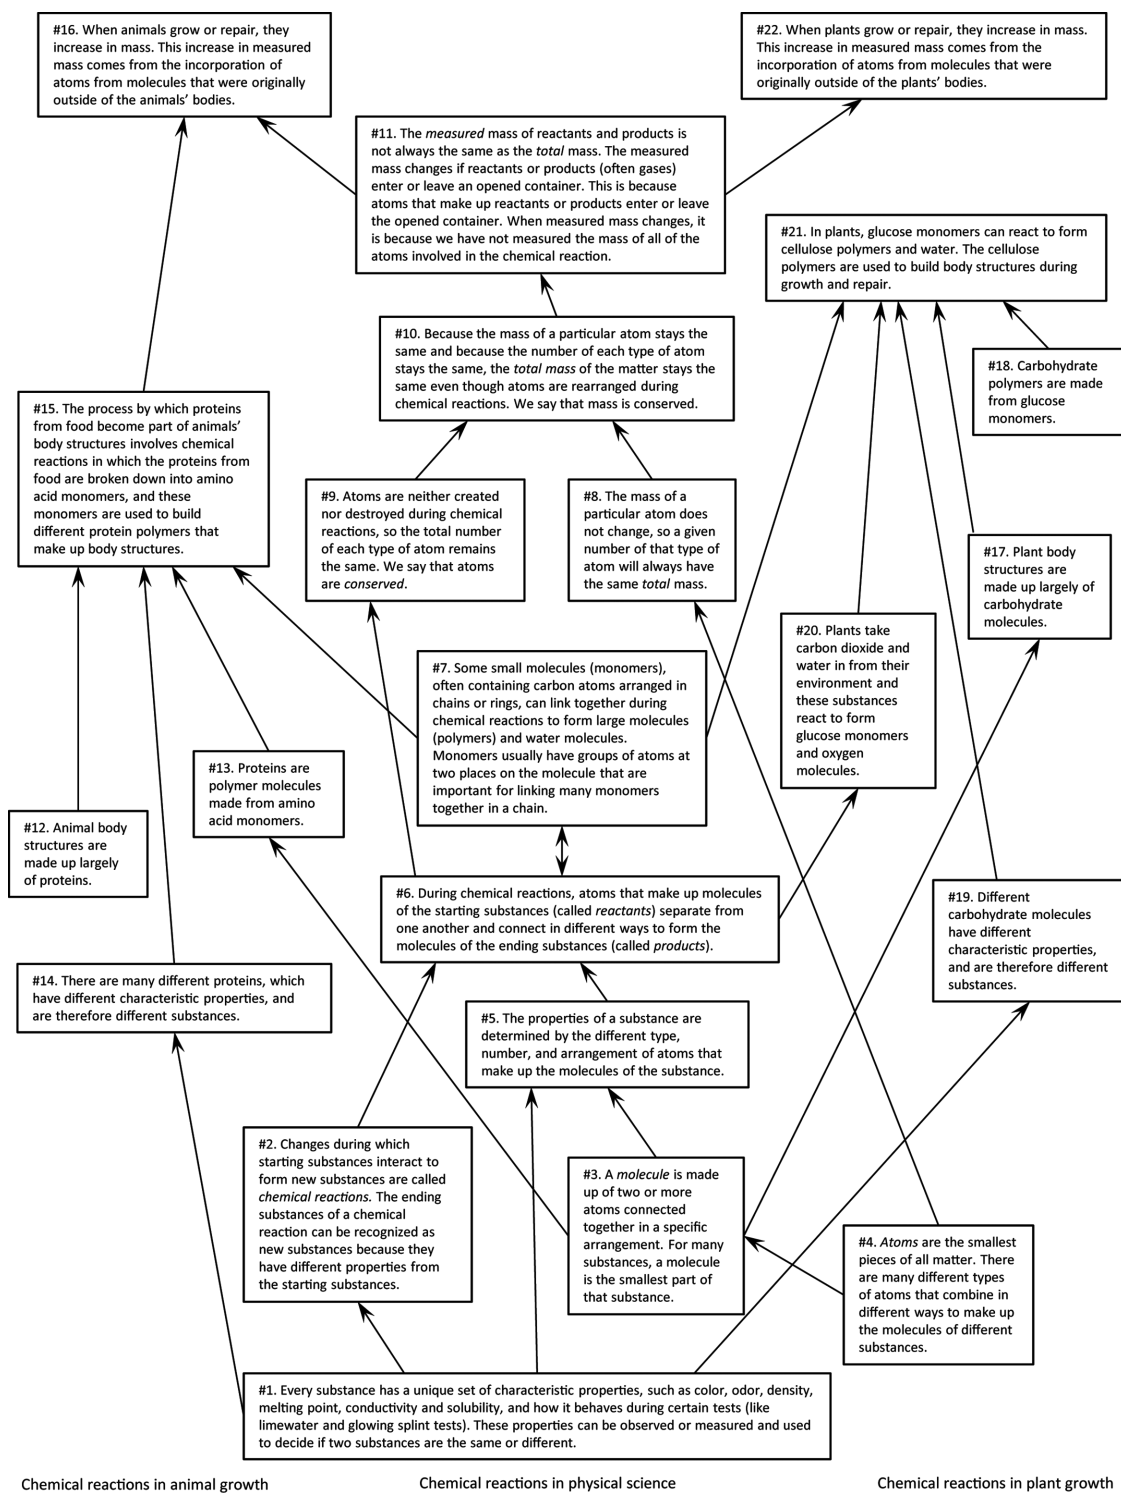 #16. When animals grow or repair, they
increase in mass. This increase in measured
mass comes from the incorporation of
atoms from molecules that were originally
outside of the animals' bodies.
#22. When plants grow or repair, they increase in mass.
This increase in measured mass comes from the
incorporation of atoms from molecules that were
originally outside of the plants' bodies.
#11. The measured mass of reactants and products is
not always the same as the total mass. The measured
mass changes if reactants or products (often gases)
enter or leave an opened container. This is because
atoms that make up reactants or products enter or leave
the opened container. When measured mass changes, it
is because we have not measured the mass of all of the
atoms involved in the chemical reaction.
#21. In plants, glucose monomers can react to form
cellulose polymers and water. The cellulose
polymers are used to build body structures during
growth and repair.
#10. Because the mass of a particular atom stays the
same and because the number of each type of atom
stays the same, the total mass of the matter stays the
same even though atoms are rearranged during
chemical reactions. We say that mass is conserved.
#18. Carbohydrate
polymers are made
from glucose
monomers.
#15. The process by which proteins
from food become part of animals'
body structures involves chemical
reactions in which the proteins from
food are broken down into amino
acid monomers, and these
monomers are used to build
different protein polymers that
make up body structures.
#9. Atoms are neither created
nor destroyed during chemical
reactions, so the total number
of each type of atom remains
the same. We say that atoms
are conserved.
#8. The mass of a
particular atom does
not change, so a given
number of that type of
atom will always have
the same total mass.
#17. Plant body
structures are
made up largely of
carbohydrate
molecules.
#20. Plants take
carbon dioxide and
water in from their
environment and
these substances
react to form
glucose monomers
and oxygen
molecules.
#7. Some small molecules (monomers),
often containing carbon atoms arranged in
chains or rings, can link together during
chemical reactions to form large molecules
(polymers) and water molecules.
Monomers usually have groups of atoms at
two places on the molecule that are
important for linking many monomers
together in a chain.
#13. Proteins are
polymer molecules
made from amino
acid monomers.
#12. Animal body
structures are
made up largely
of proteins.
#6. During chemical reactions, atoms that make up molecules
of the starting substances (called reactants) separate from
one another and connect in different ways to form the
molecules of the ending substances (called products).
#19. Different
carbohydrate molecules
have different
characteristic properties,
and are therefore different
substances.
#14. There are many different proteins, which
have different characteristic properties, and
are therefore different substances.
#5. The properties of a substance are
determined by the different type,
number, and arrangement of atoms that
make up the molecules of the substance.
#2. Changes during which
starting substances interact to
form new substances are called
chemical reactions. The ending
substances of a chemical
reaction can be recognized as
new substances because they
have different properties from
the starting substances.
#3. A molecule is made
up of two or more
atoms connected
together in a specific
arrangement. For many
substances, a molecule
is the smallest part of
that substance.
#4. Atoms are the smallest
pieces of all matter. There
are many different types
of atoms that combine in
different ways to make up
the molecules of different
substances.
#1. Every substance has a unique set of characteristic properties, such as color, odor, density,
melting point, conductivity and solubility, and how it behaves during certain tests (like
limewater and glowing splint tests). These properties can be observed or measured and used
to decide if two substances are the same or different.
Chemical reactions in animal growth
Chemical reactions in physical science
Chemical reactions in plant growth